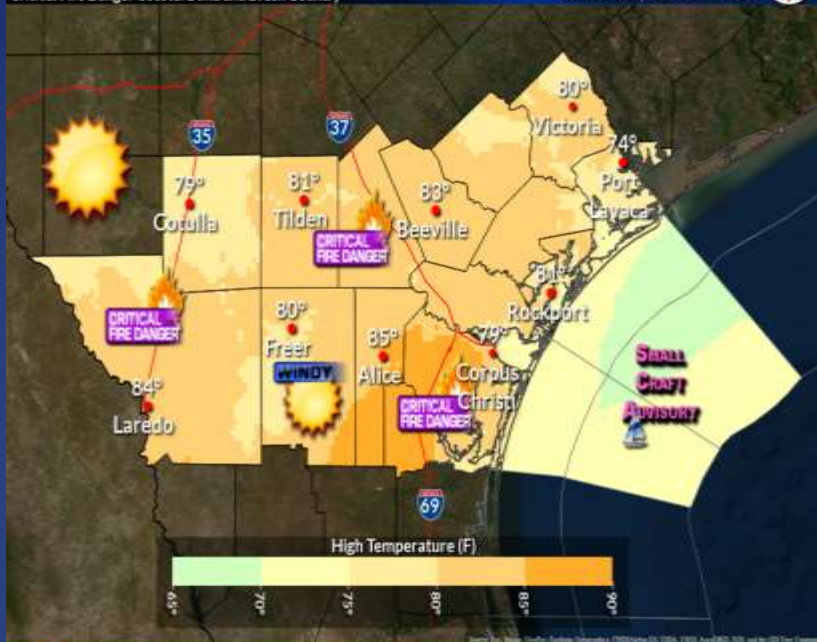 80°
Victoria
74°
Port
Lavaca
35
37
79°
Cotulla
81°
Tilden
83°
Beeville
CRITICAL
FIRE DANGER
81°
Rockport
CRITICAL
FIRE DANGER
80°
Freer
WINDY
85°
Alice
79°
Corpus
Christi
CRITICAL
FIRE DANGER
84°
Laredo
SMALL
CRAFT
ADVISORY
69
High Temperature (F)
65° 70° 75° 80° 85° 90°